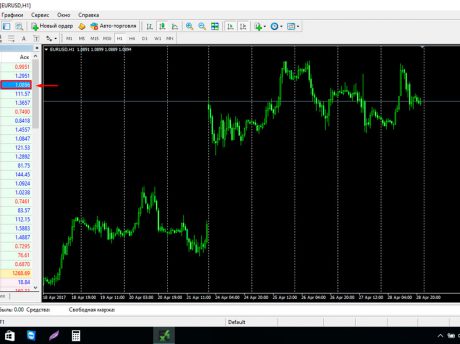 [EURUSD,H1]
Графики Сервис Окно Справка
Новый ордер Авто-торговля
M1 M5 M15 M30 H1 H4 D1 W1 MN
Аск
0.9951
1.2951
1.0896
111.57
1.3657
0.7490
0.8418
1.4557
121.53
1.2892
81.75
144.45
1.0924
1.0238
0.7461
83.57
112.15
1.5883
1.4887
0.7295
76.61
0.6870
1268.69
18.84
EURUSD,H1 1.0891 1.0899 1.0889 1.0894
18 Apr 2017 18 Apr 19:00 19 Apr 11:00 20 Apr 03:00 20 Apr 19:00 21 Apr 11:00 24 Apr 04:00 24 Apr 20:00 25 Apr 12:00 26 Apr 04:00 26 Apr 20:00 27 Apr 12:00 28 Apr 04:00 28 Apr 20:00
0.00 Средства: Свободная маржа:
Default